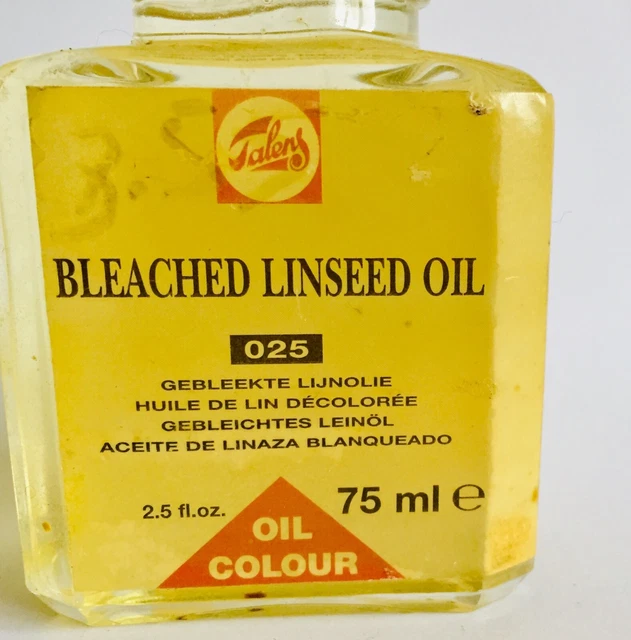 Talens
BLEACHED LINSEED OIL
025
GEBLEEKTE LIJNOLIE
HUILE DE LIN DÉCOLORÉE
GEBLEICHTES LEINÖL
ACEITE DE LINAZA BLANQUEADO
2.5 fl.oz. 75 ml ℮
OIL
COLOUR